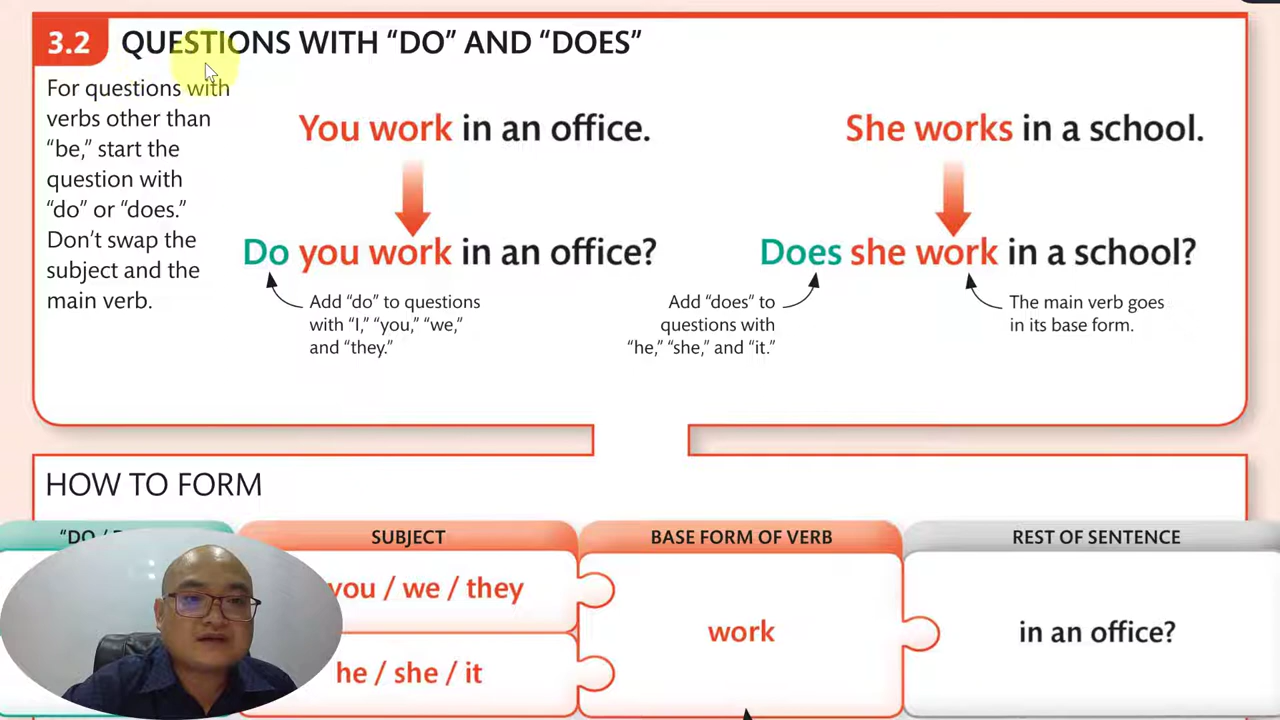 3.2 QUESTIONS WITH “DO” AND “DOES”
For questions with
verbs other than
“be,” start the
question with
“do” or “does.”
Don’t swap the
subject and the
main verb.
You work in an office.
She works in a school.
Do you work in an office?
Does she work in a school?
Add “do” to questions
with “I,” “you,” “we,”
and “they.”
Add “does” to
questions with
“he,” “she,” and “it.”
The main verb goes
in its base form.
HOW TO FORM
“DO /
SUBJECT
BASE FORM OF VERB
REST OF SENTENCE
you / we / they
he / she / it
work
in an office?